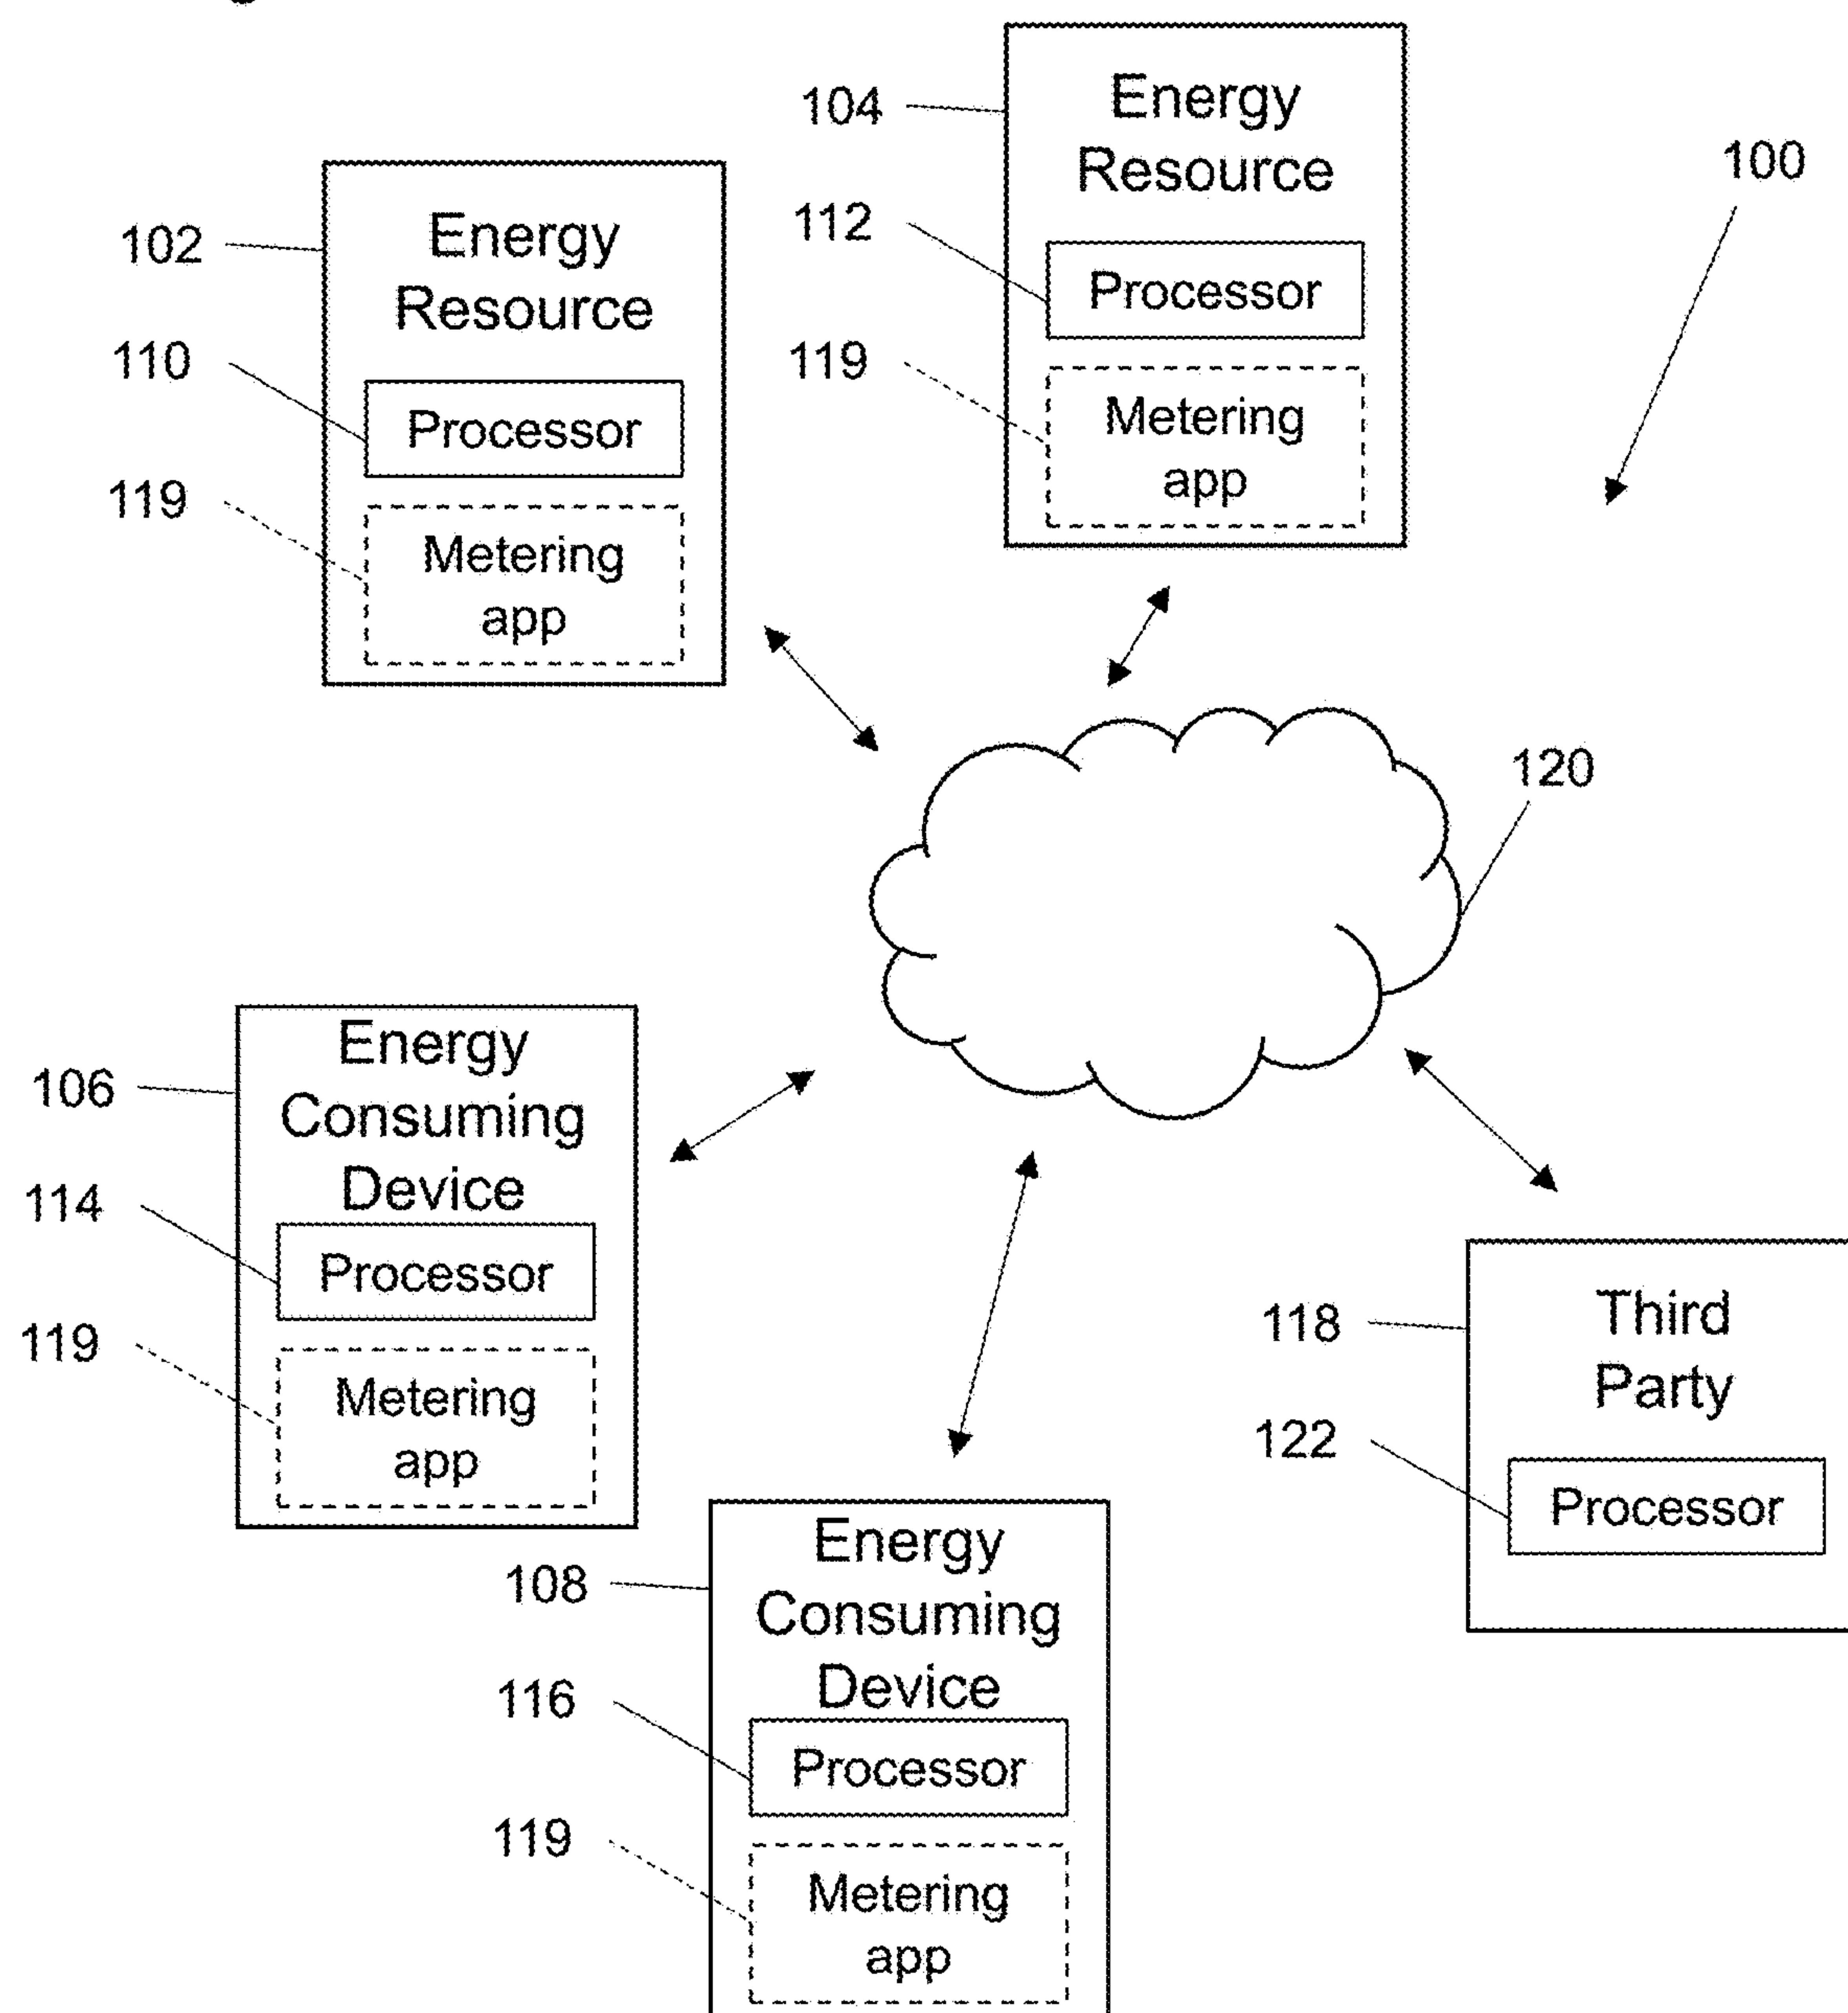 104
Energy
Resource
112
Processor
119
Metering
app
100
102
Energy
Resource
110
Processor
119
Metering
app
120
106
Energy
Consuming
Device
114
Processor
119
Metering
app
118
Third
Party
122
Processor
108
Energy
Consuming
Device
116
Processor
119
Metering
app